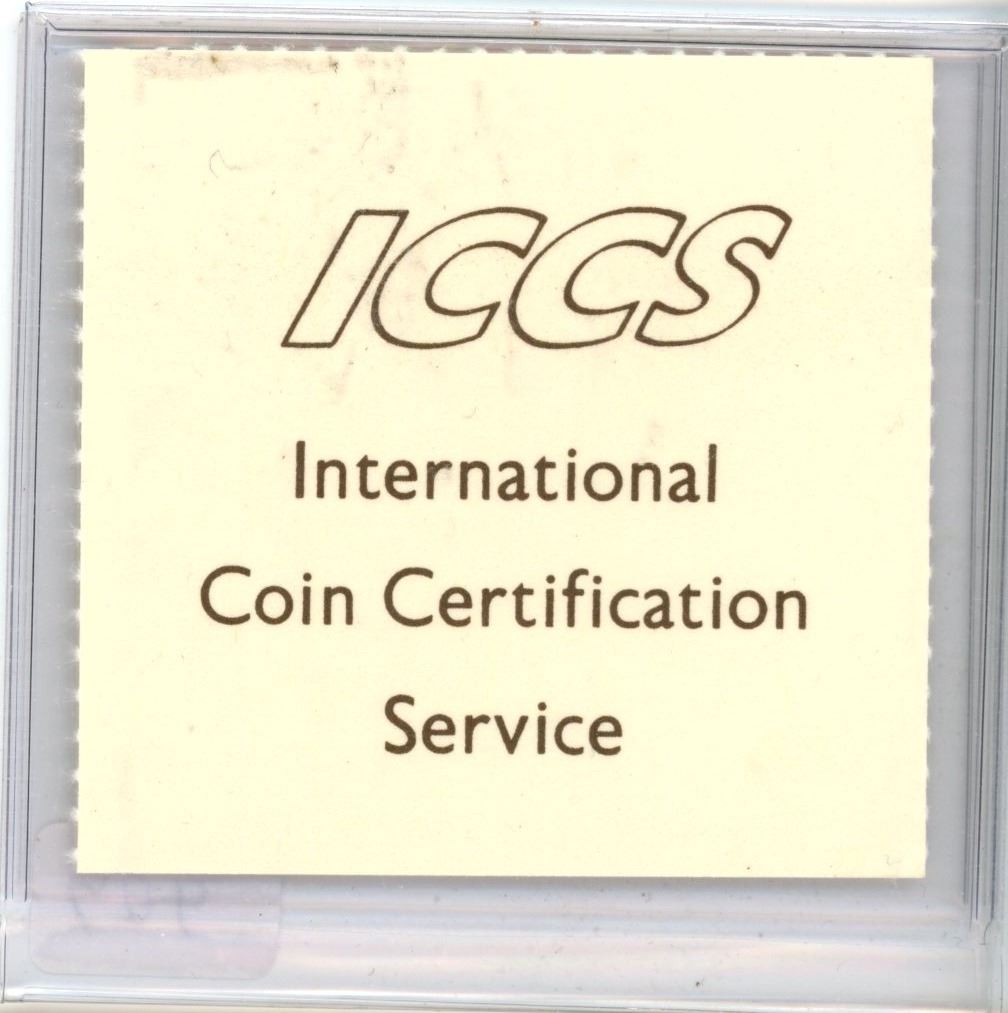 ICCS
International
Coin Certification
Service